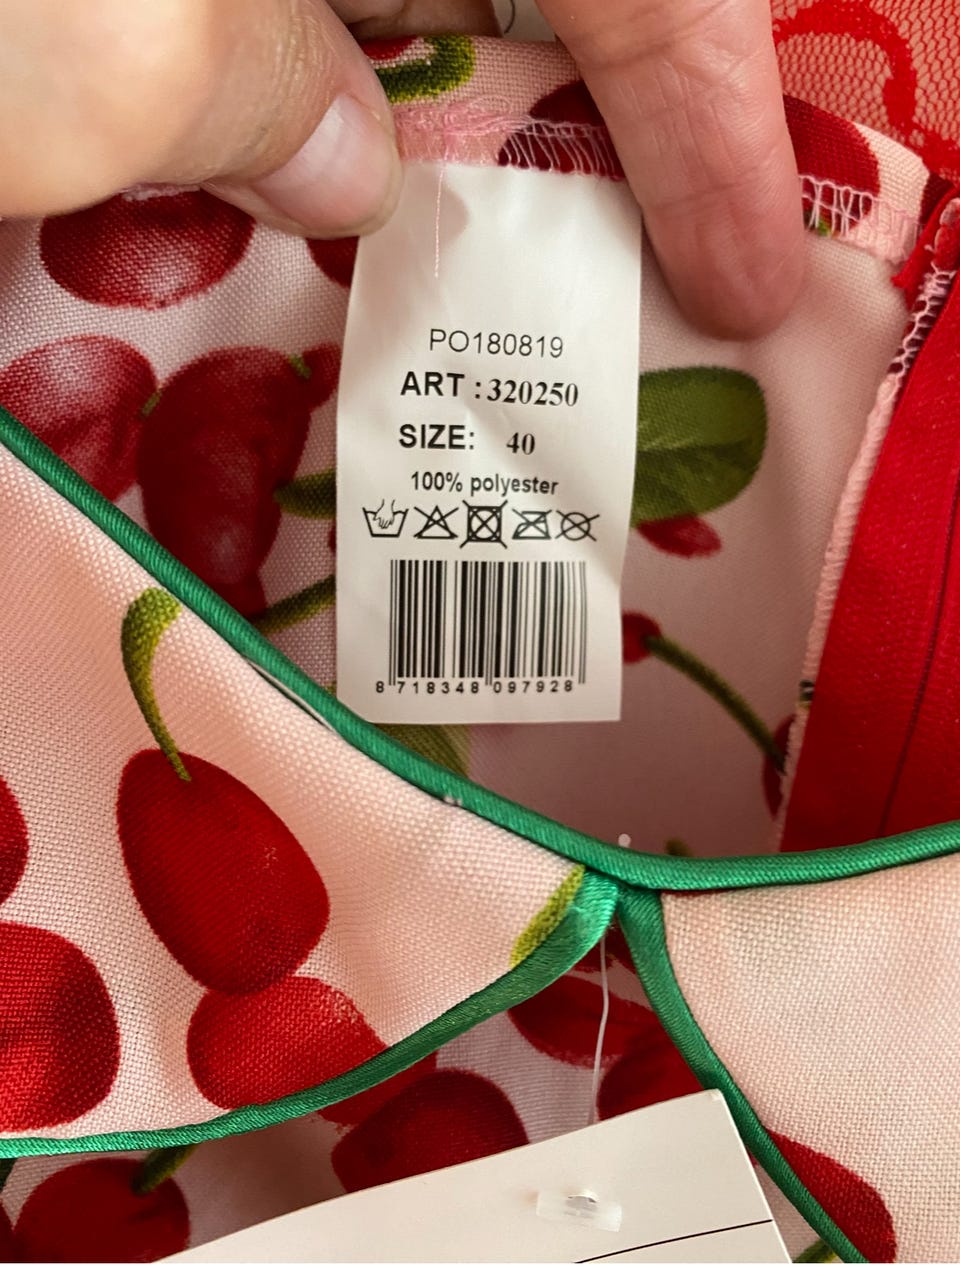 PO180819
ART : 320250
SIZE: 40
100% polyester
8 718348 097928